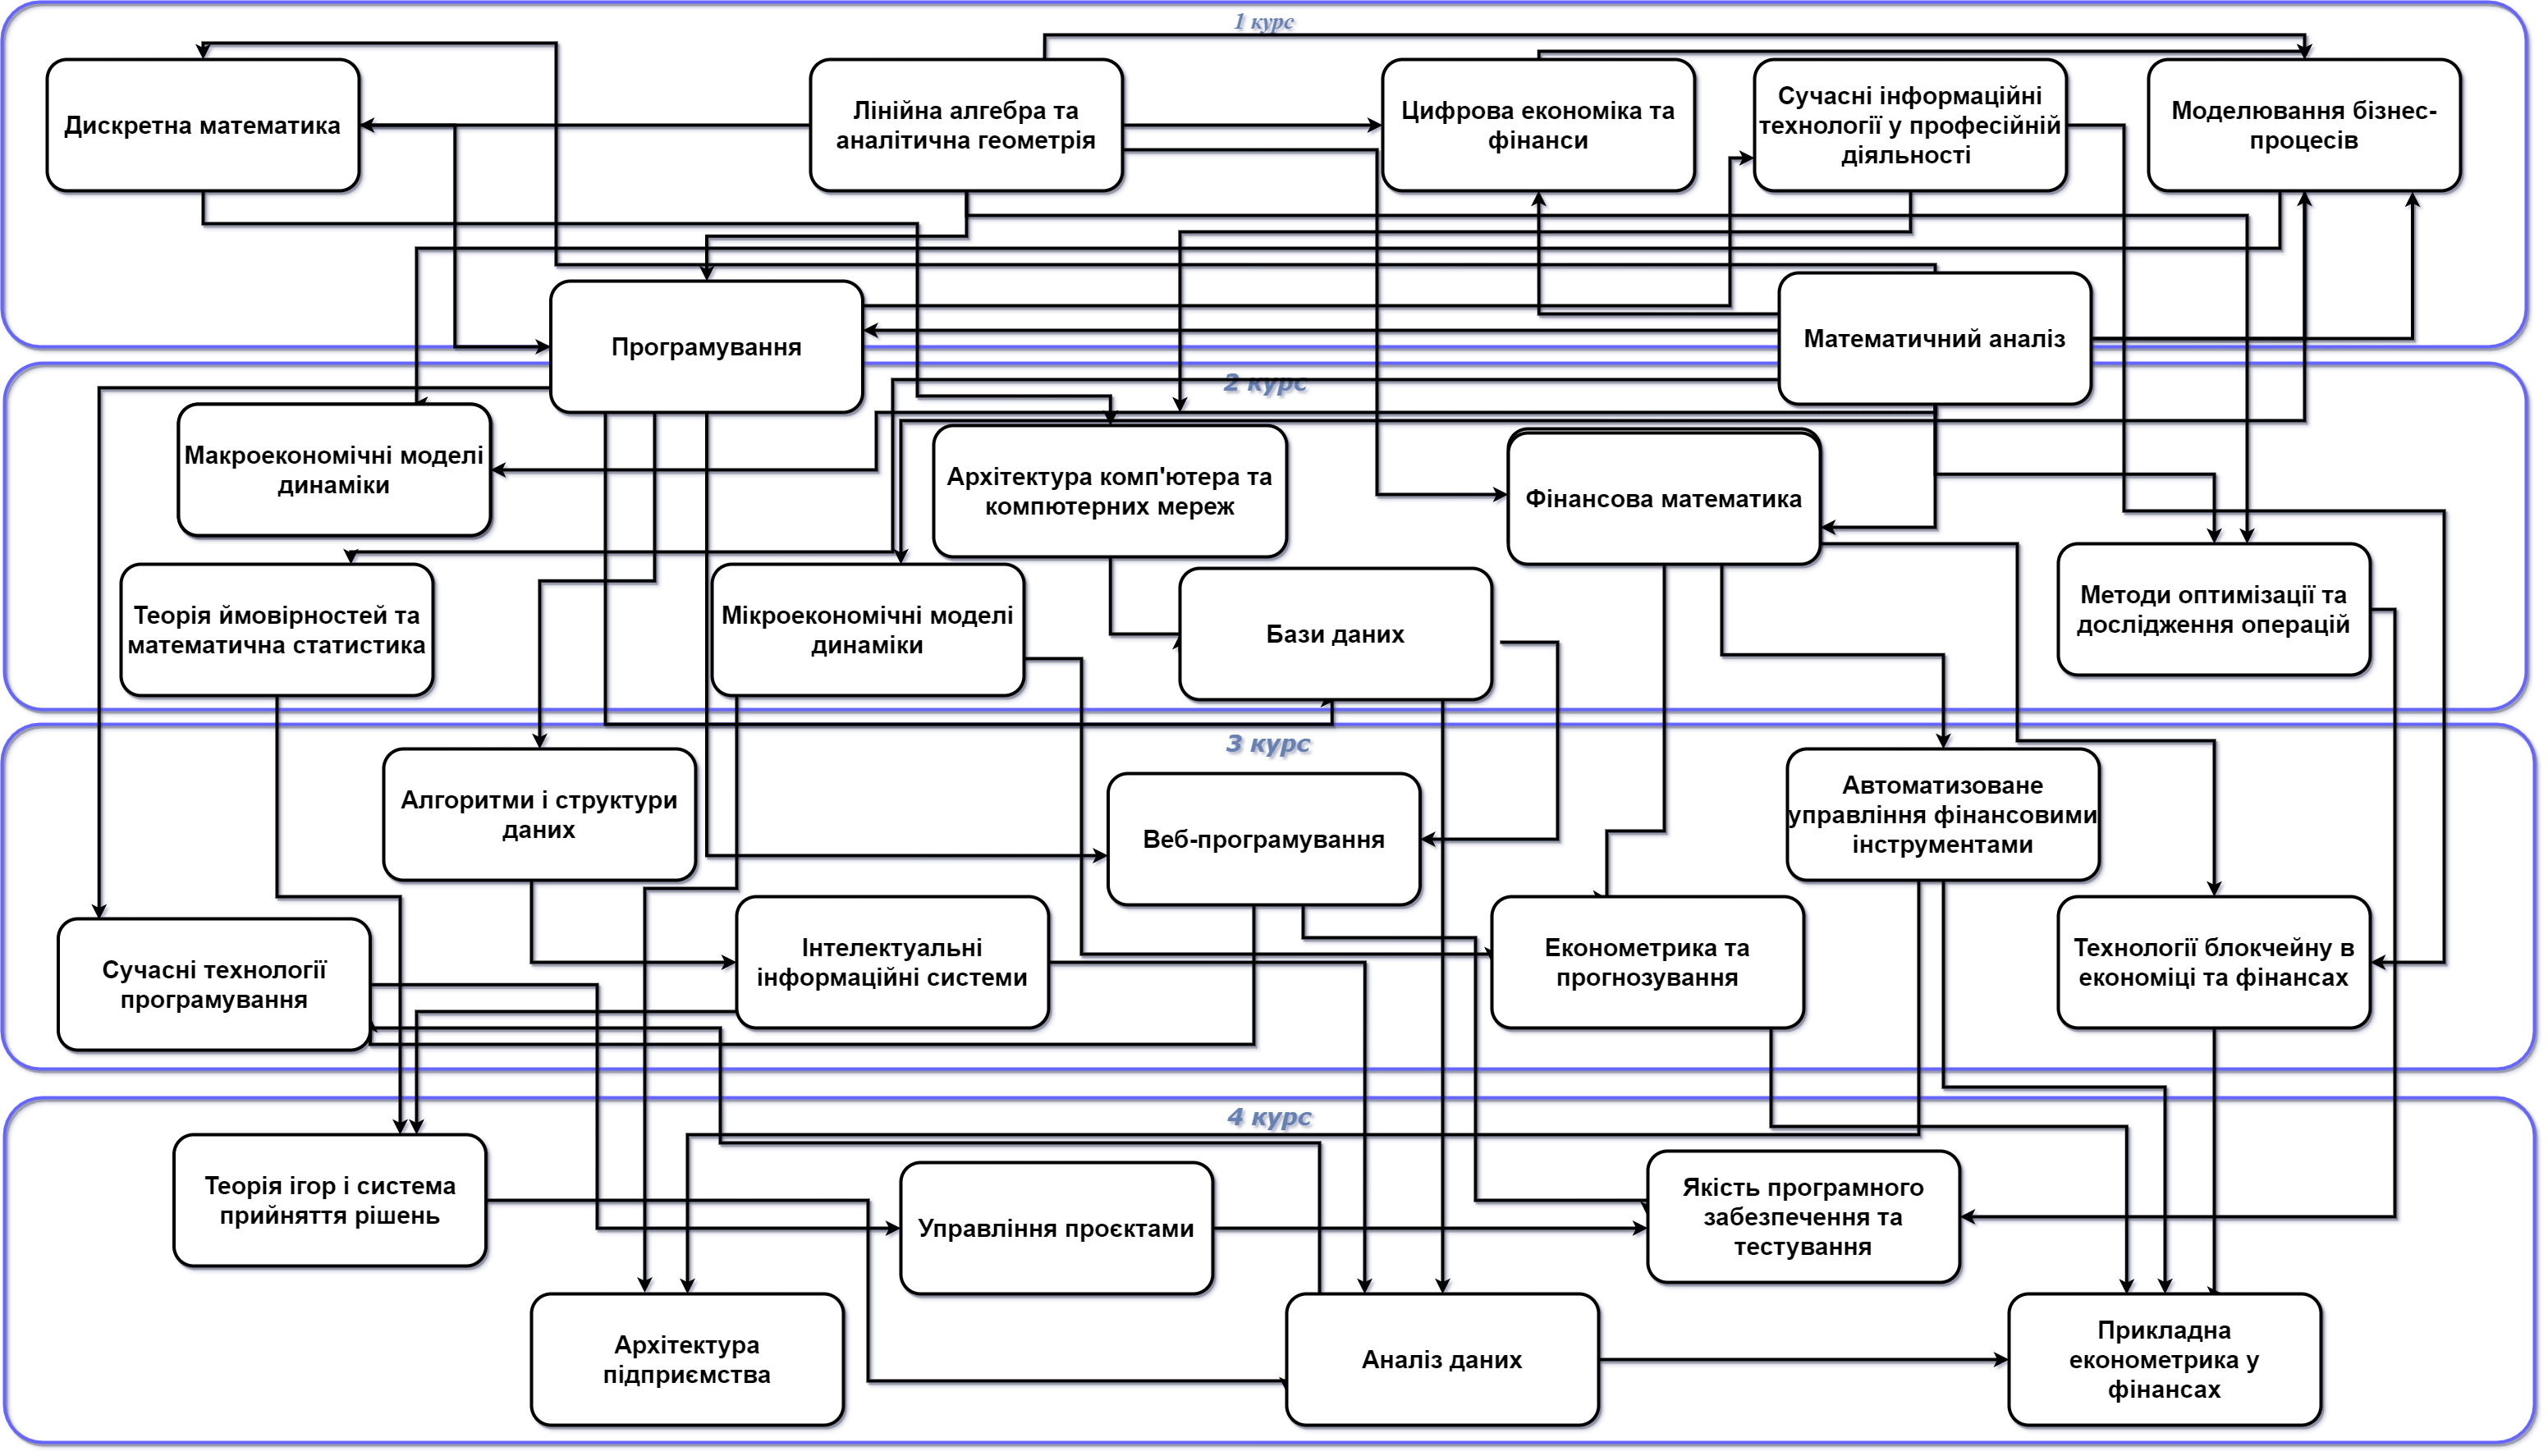 1 курс
Дискретна математика
Лінійна алгебра та
аналітична геометрія
Цифрова економіка та
фінанси
Сучасні інформаційні
технології у професійній
діяльності
Моделювання бізнес-
процесів
Програмування
Математичний аналіз
2 курс
Макроекономічні моделі
динаміки
Архітектура комп'ютера та
компютерних мереж
Фінансова математика
Теорія ймовірностей та
математична статистика
Мікроекономічні моделі
динаміки
Бази даних
Методи оптимізації та
дослідження операцій
3 курс
Алгоритми і структури
даних
Веб-програмування
Автоматизоване
управління фінансовими
інструментами
Сучасні технології
програмування
Інтелектуальні
інформаційні системи
Економетрика та
прогнозування
Технології блокчейну в
економіці та фінансах
4 курс
Теорія ігор і система
прийняття рішень
Управління проєктами
Якість програмного
забезпечення та
тестування
Архітектура
підприємства
Аналіз даних
Прикладна
економетрика у
фінансах